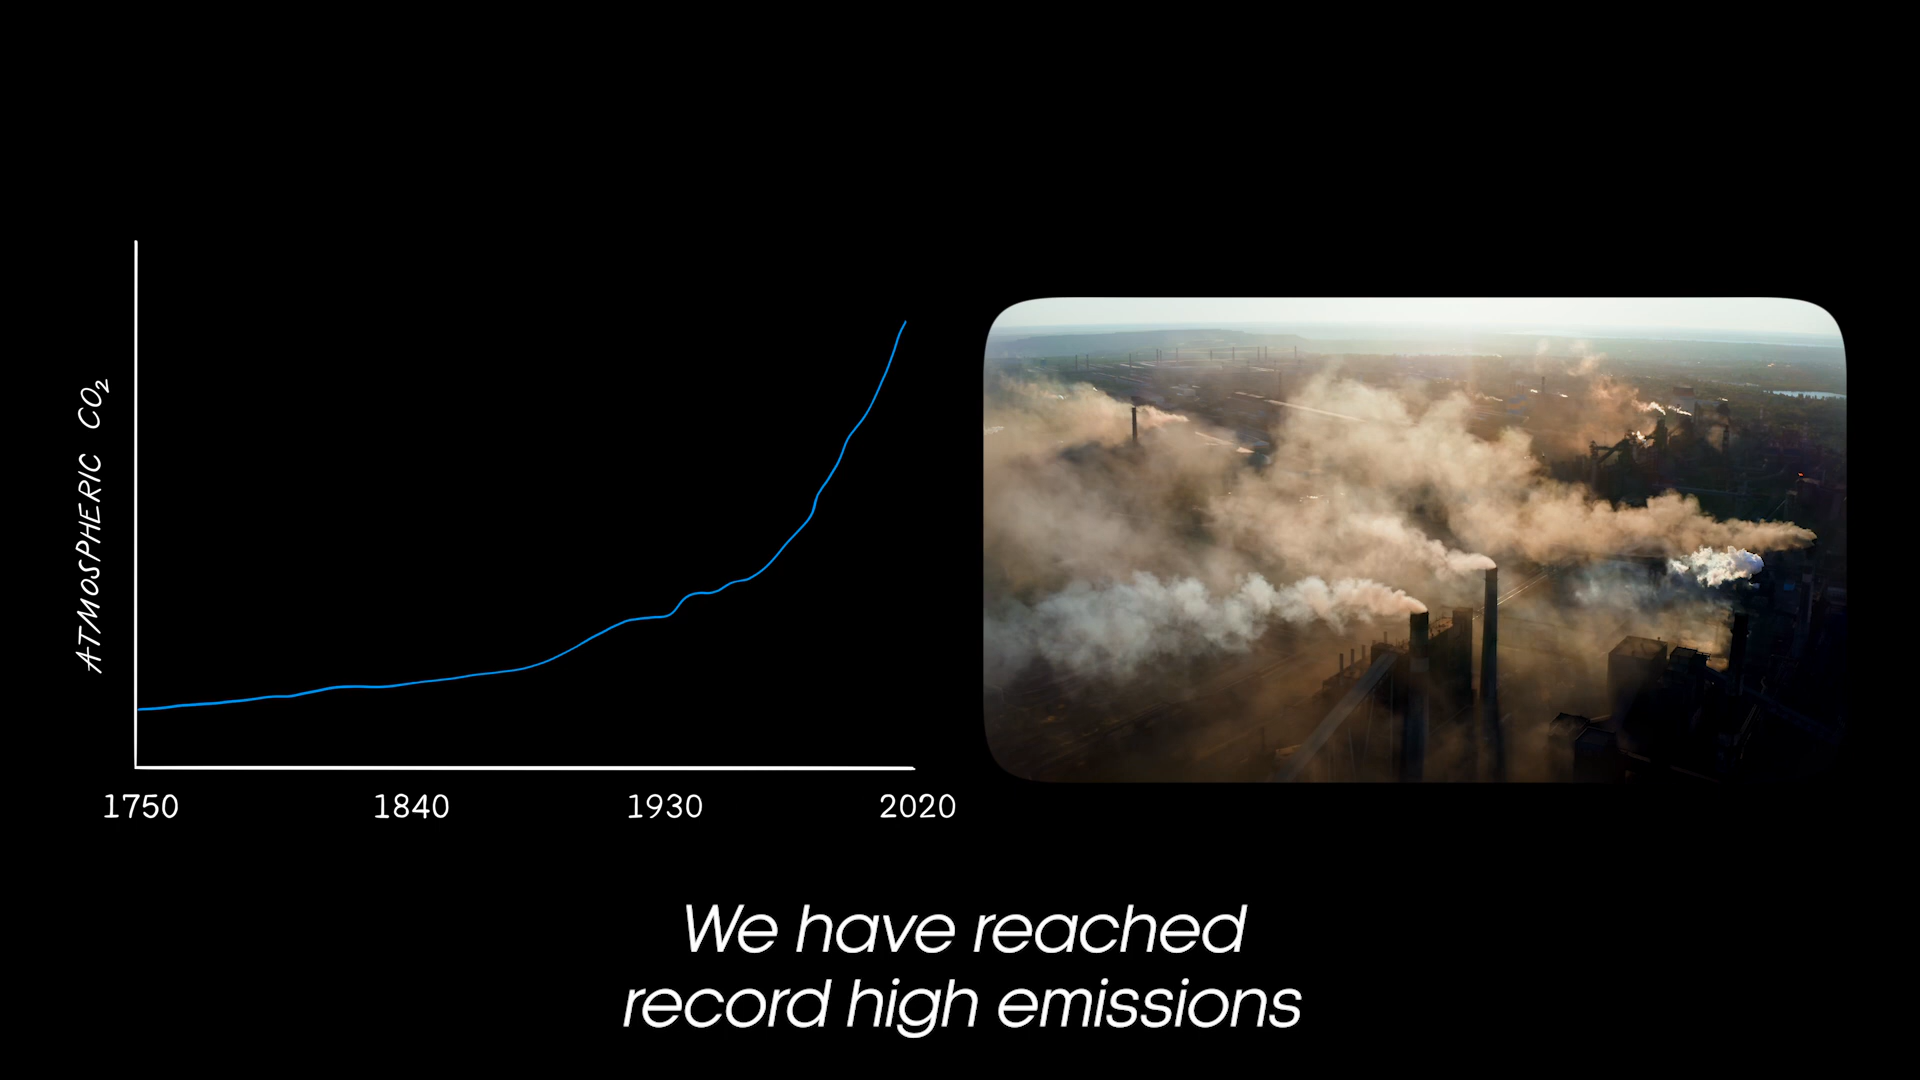 ATMOSPHERIC CO₂
1750 1840 1930 2020
We have reached
record high emissions